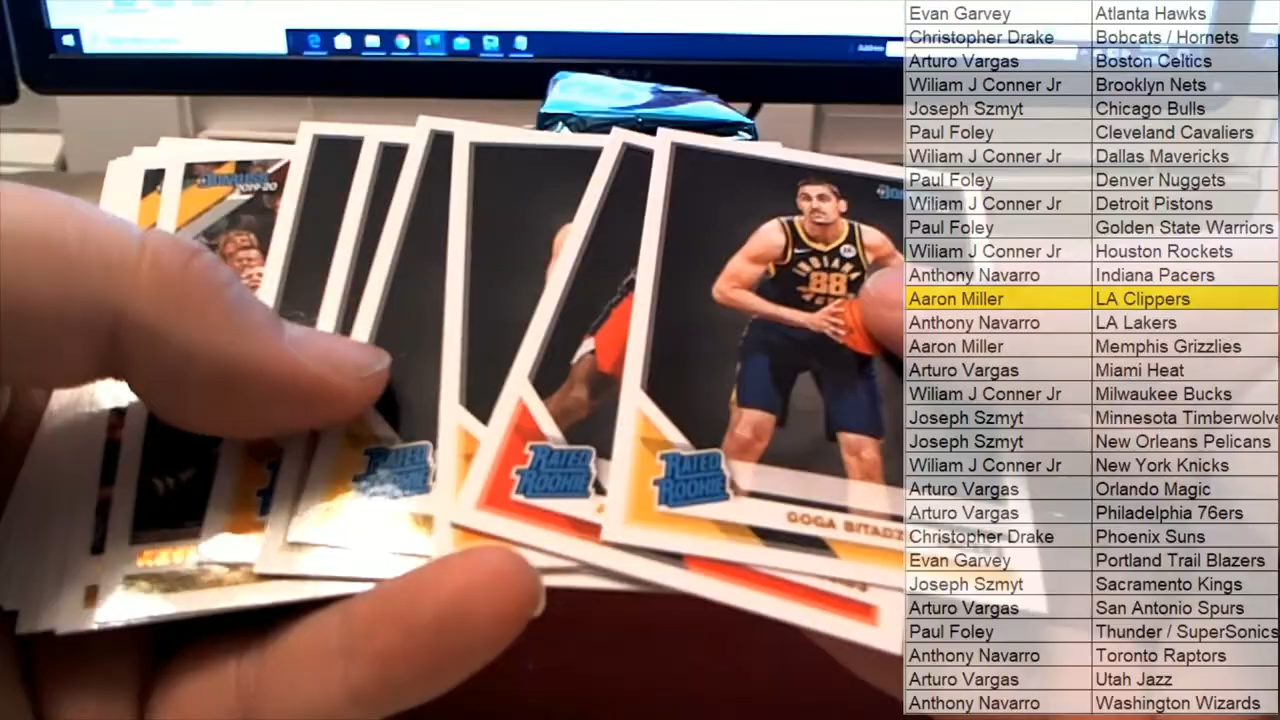 Evan Garvey Atlanta Hawks
Christopher Drake Bobcats / Hornets
Arturo Vargas Boston Celtics
Wiliam J Conner Jr Brooklyn Nets
Joseph Szmyt Chicago Bulls
Paul Foley Cleveland Cavaliers
Wiliam J Conner Jr Dallas Mavericks
Paul Foley Denver Nuggets
Wiliam J Conner Jr Detroit Pistons
Paul Foley Golden State Warriors
Wiliam J Conner Jr Houston Rockets
Anthony Navarro Indiana Pacers
Aaron Miller LA Clippers
Anthony Navarro LA Lakers
Aaron Miller Memphis Grizzlies
Arturo Vargas Miami Heat
Wiliam J Conner Jr Milwaukee Bucks
Joseph Szmyt Minnesota Timberwolve
Joseph Szmyt New Orleans Pelicans
Wiliam J Conner Jr New York Knicks
Arturo Vargas Orlando Magic
Arturo Vargas Philadelphia 76ers
Christopher Drake Phoenix Suns
Evan Garvey Portland Trail Blazers
Joseph Szmyt Sacramento Kings
Arturo Vargas San Antonio Spurs
Paul Foley Thunder / SuperSonics
Anthony Navarro Toronto Raptors
Arturo Vargas Utah Jazz
Anthony Navarro Washington Wizards
Address
DONRUSS
2019-20
INDIANA
88
RATED
ROOKIE
RATED
ROOKIE
RATED
ROOKIE
GOGA BITADZ